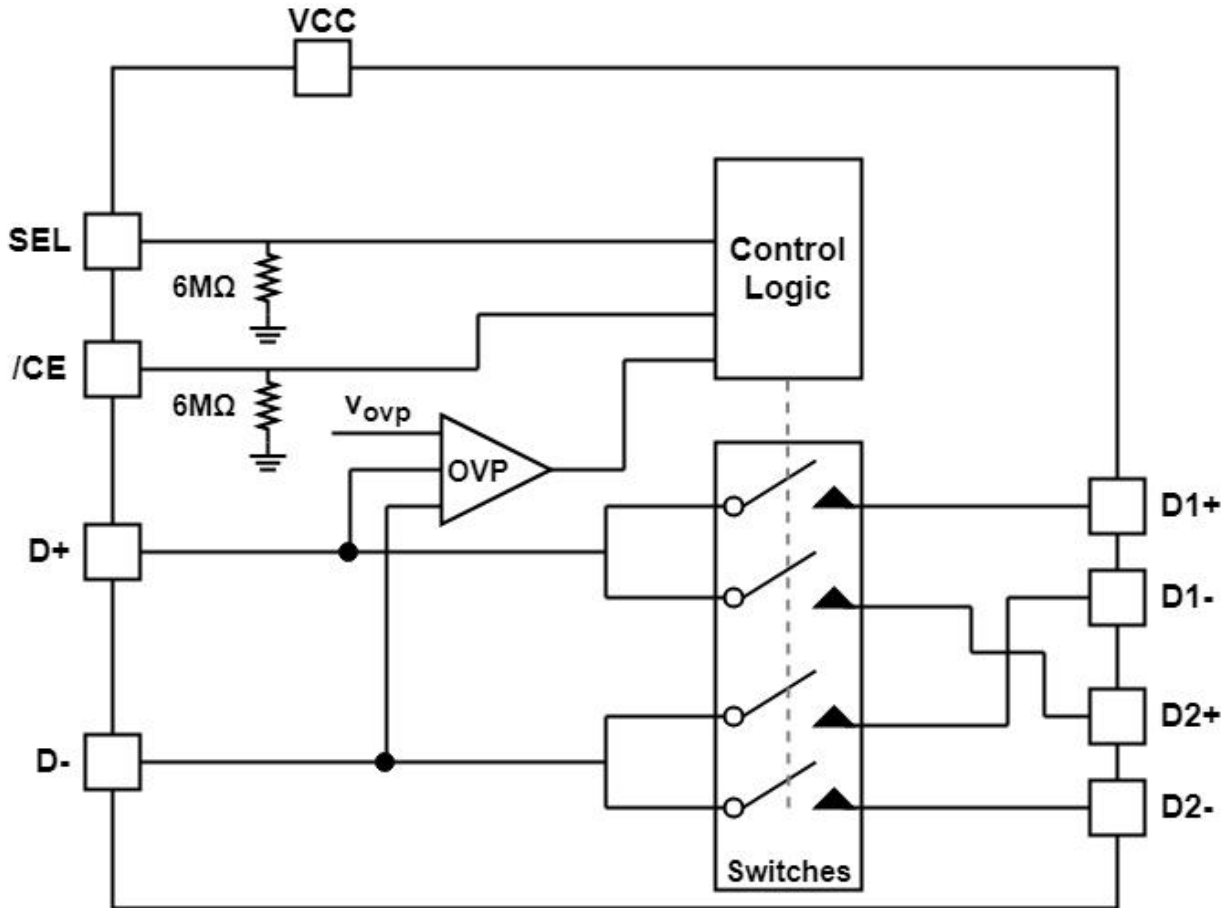 VCC
SEL
6MΩ
Control
Logic
/CE
6MΩ
vovp
OVP
D+
D1+
D1-
D2+
D-
D2-
Switches